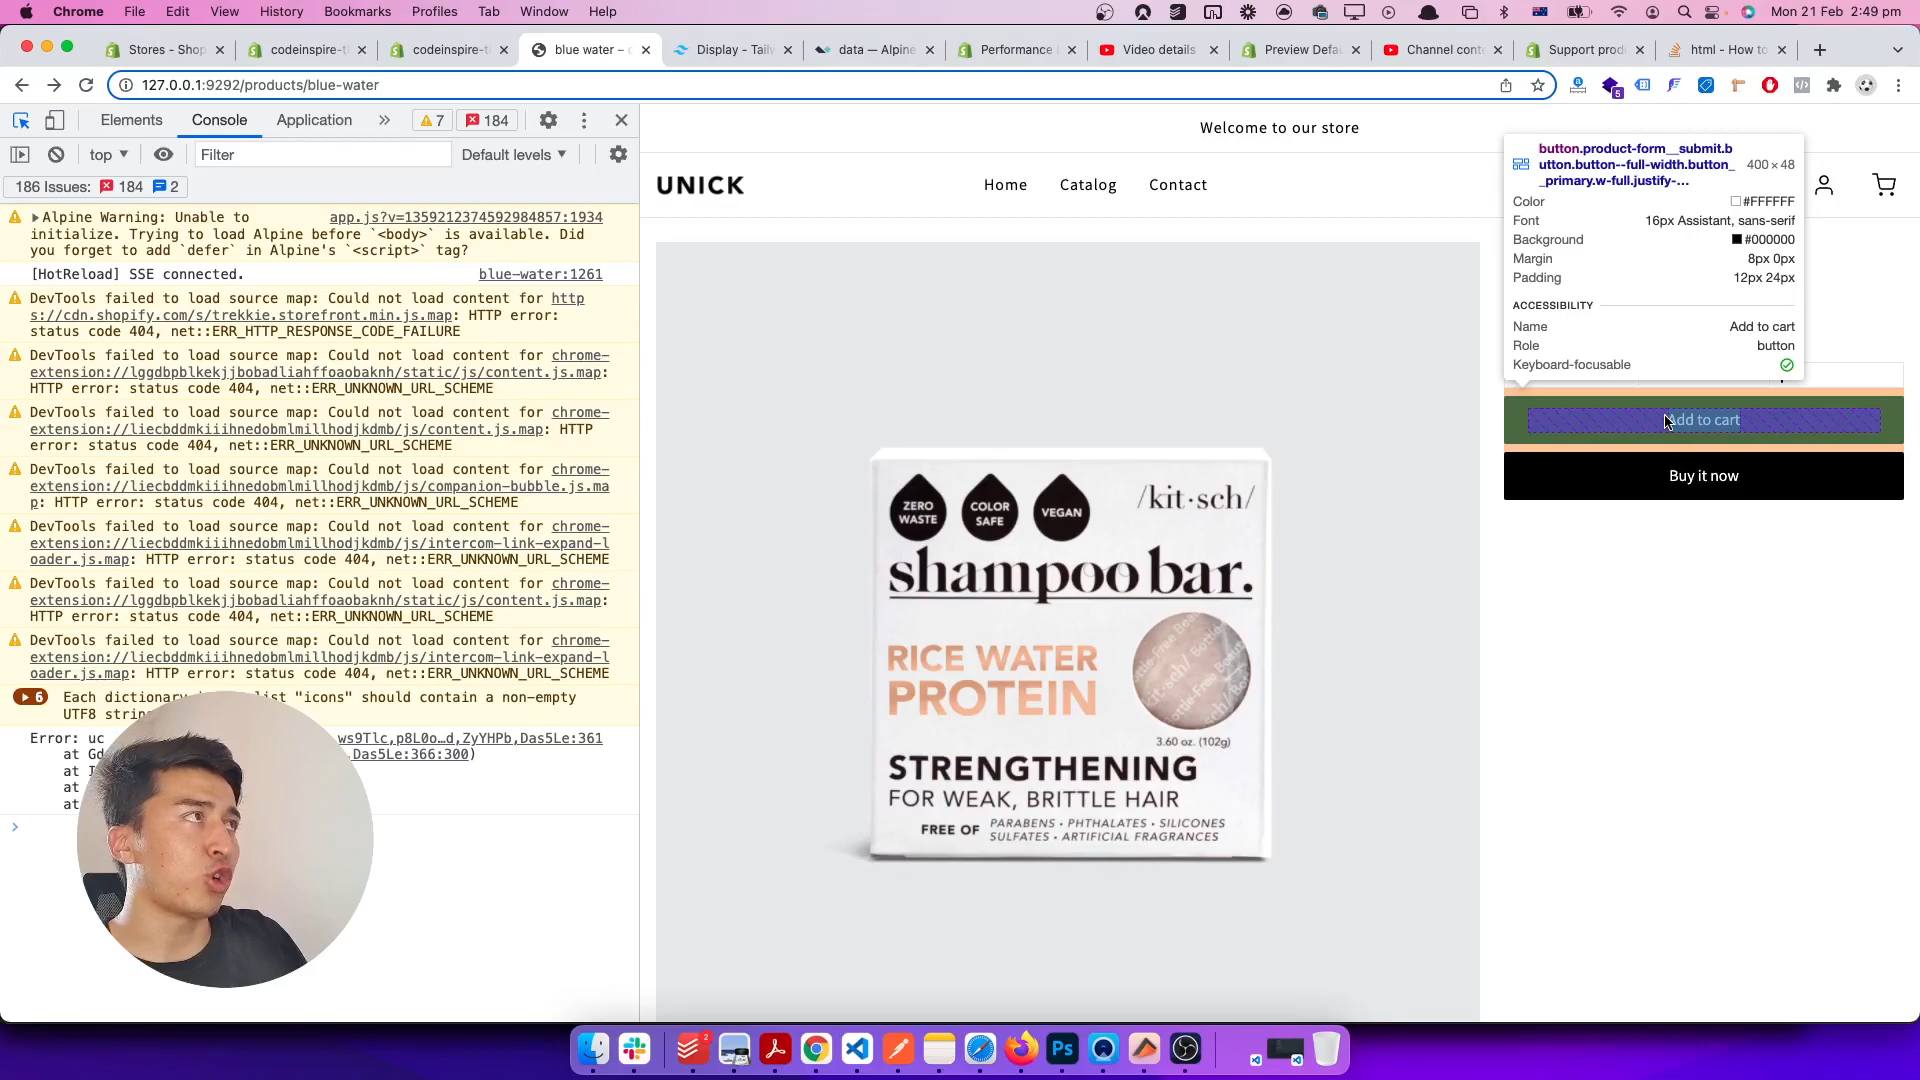 Chrome File Edit View History Bookmarks Profiles Tab Window Help Mon 21 Feb 2:49 pm
Stores - Shop codeinspire-ti codeinspire-ti blue water – c Display - Tailw data — Alpine Performance Video details Preview Defau Channel conte Support prod html - How to
127.0.0.1:9292/products/blue-water
5
Elements Console Application 7 184
top Filter Default levels
186 Issues: 184 2
Alpine Warning: Unable to app.js?v=1359212374592984857:1934
initialize. Trying to load Alpine before `<body>` is available. Did
you forget to add `defer` in Alpine's `<script>` tag?
[HotReload] SSE connected. blue-water:1261
DevTools failed to load source map: Could not load content for http
s://cdn.shopify.com/s/trekkie.storefront.min.js.map: HTTP error:
status code 404, net::ERR_HTTP_RESPONSE_CODE_FAILURE
DevTools failed to load source map: Could not load content for chrome-
extension://lggdbpblkekjjbobadliahffoaobaknh/static/js/content.js.map:
HTTP error: status code 404, net::ERR_UNKNOWN_URL_SCHEME
DevTools failed to load source map: Could not load content for chrome-
extension://liecbddmkiiihnedobmlmillhodjkdmb/js/content.js.map: HTTP
error: status code 404, net::ERR_UNKNOWN_URL_SCHEME
DevTools failed to load source map: Could not load content for chrome-
extension://liecbddmkiiihnedobmlmillhodjkdmb/js/companion-bubble.js.ma
p: HTTP error: status code 404, net::ERR_UNKNOWN_URL_SCHEME
DevTools failed to load source map: Could not load content for chrome-
extension://liecbddmkiiihnedobmlmillhodjkdmb/js/intercom-link-expand-l
oader.js.map: HTTP error: status code 404, net::ERR_UNKNOWN_URL_SCHEME
DevTools failed to load source map: Could not load content for chrome-
extension://lggdbpblkekjjbobadliahffoaobaknh/static/js/content.js.map:
HTTP error: status code 404, net::ERR_UNKNOWN_URL_SCHEME
DevTools failed to load source map: Could not load content for chrome-
extension://liecbddmkiiihnedobmlmillhodjkdmb/js/intercom-link-expand-l
oader.js.map: HTTP error: status code 404, net::ERR_UNKNOWN_URL_SCHEME
6 Each dictionary list "icons" should contain a non-empty
UTF8 strin
Error: uc ws9Tlc,p8L0o…d,ZyYHPb,Das5Le:361
at Gd ,Das5Le:366:300)
at I
at
at
Welcome to our store
UNICK Home Catalog Contact
button.product-form__submit.b
utton.button--full-width.button_
_primary.w-full.justify-... 400 × 48
Color #FFFFFF
Font 16px Assistant, sans-serif
Background #000000
Margin 8px 0px
Padding 12px 24px
ACCESSIBILITY
Name Add to cart
Role button
Keyboard-focusable
Add to cart
Buy it now
ZERO WASTE COLOR SAFE VEGAN /kit·sch/
shampoo bar.
RICE WATER
PROTEIN
3.60 oz. (102g)
STRENGTHENING
FOR WEAK, BRITTLE HAIR
FREE OF PARABENS • PHTHALATES • SILICONES
SULFATES • ARTIFICIAL FRAGRANCES
2
Ps